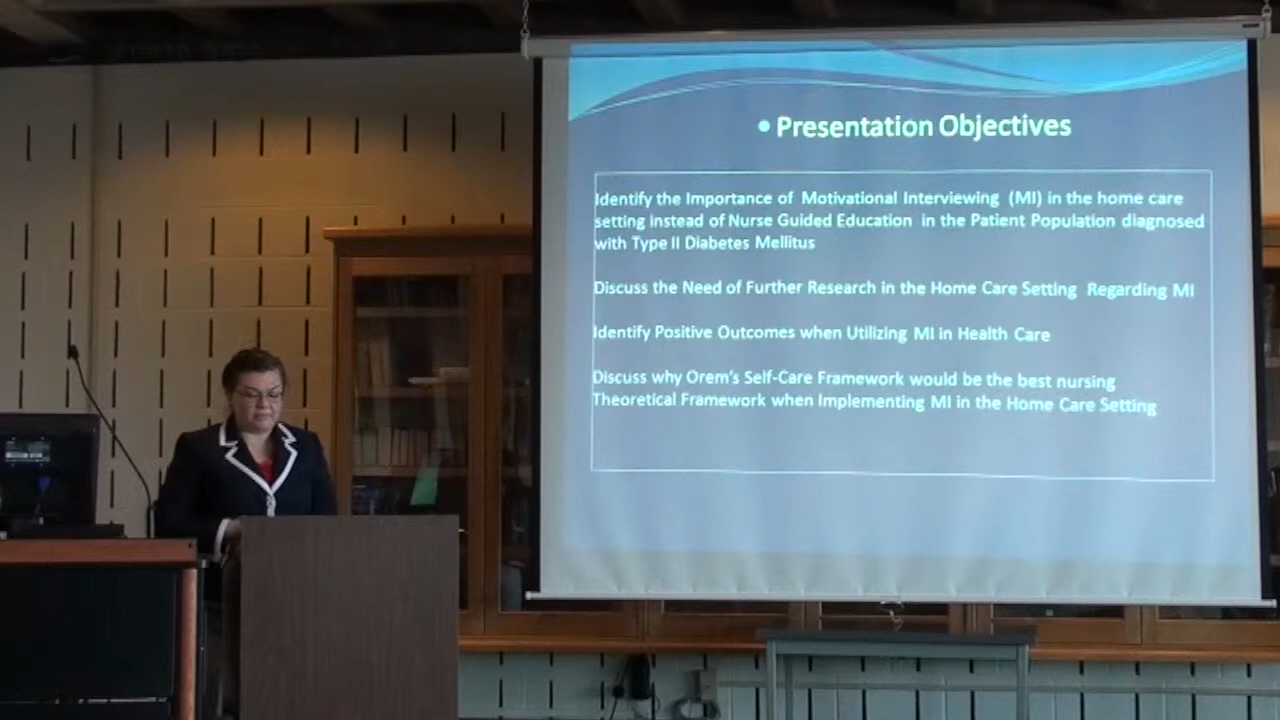 • Presentation Objectives
Identify the Importance of Motivational Interviewing (MI) in the home care
setting instead of Nurse Guided Education in the Patient Population diagnosed
with Type II Diabetes Mellitus
Discuss the Need of Further Research in the Home Care Setting Regarding MI
Identify Positive Outcomes when Utilizing MI in Health Care
Discuss why Orem's Self-Care Framework would be the best nursing
Theoretical Framework when Implementing MI in the Home Care Setting